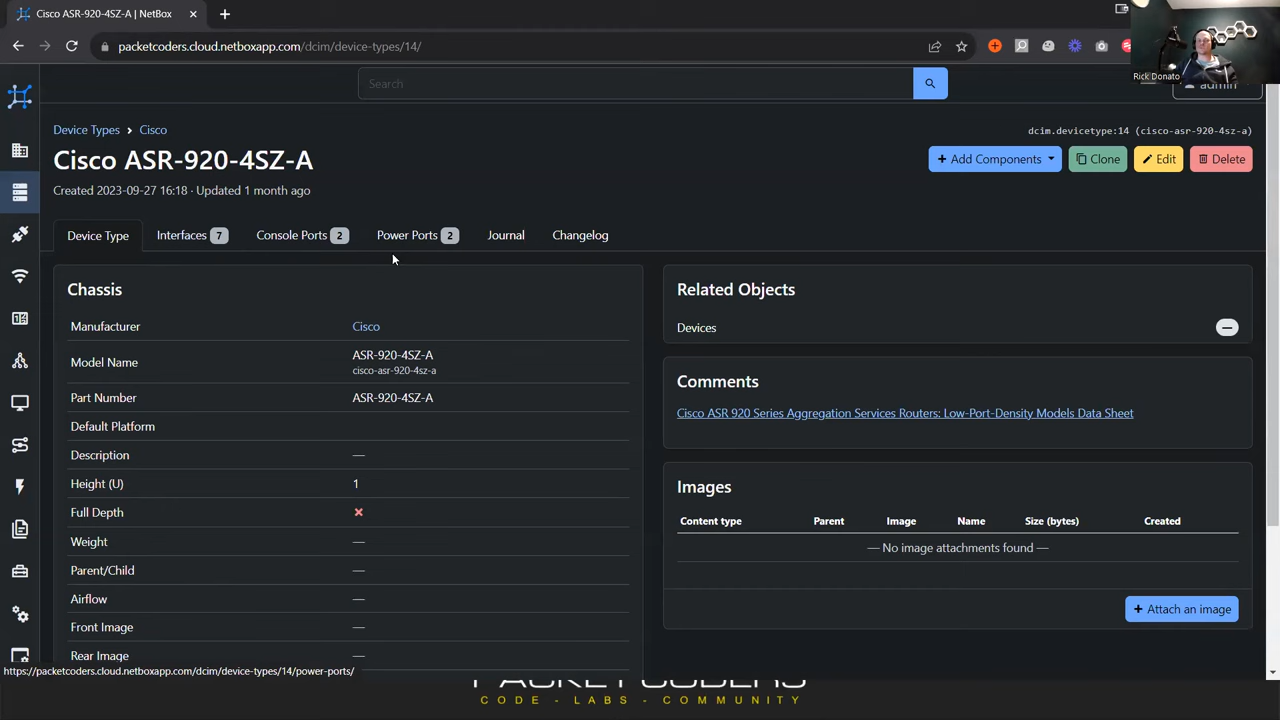 Cisco ASR-920-4SZ-A | NetBox
packetcoders.cloud.netboxapp.com/dcim/device-types/14/
Rick Donato
Search
admin
Device Types > Cisco
dcim.devicetype:14 (cisco-asr-920-4sz-a)
Cisco ASR-920-4SZ-A
+ Add Components
Clone
Edit
Delete
Created 2023-09-27 16:18 · Updated 1 month ago
Device Type
Interfaces 7
Console Ports 2
Power Ports 2
Journal
Changelog
Chassis
Manufacturer Cisco
Model Name ASR-920-4SZ-A
cisco-asr-920-4sz-a
Part Number ASR-920-4SZ-A
Default Platform
Description —
Height (U) 1
Full Depth
Weight —
Parent/Child —
Airflow —
Front Image —
Rear Image —
Related Objects
Devices —
Comments
Cisco ASR 920 Series Aggregation Services Routers: Low-Port-Density Models Data Sheet
Images
Content type Parent Image Name Size (bytes) Created
— No image attachments found —
+ Attach an image
https://packetcoders.cloud.netboxapp.com/dcim/device-types/14/power-ports/
PACKETCODERS
CODE - LABS - COMMUNITY